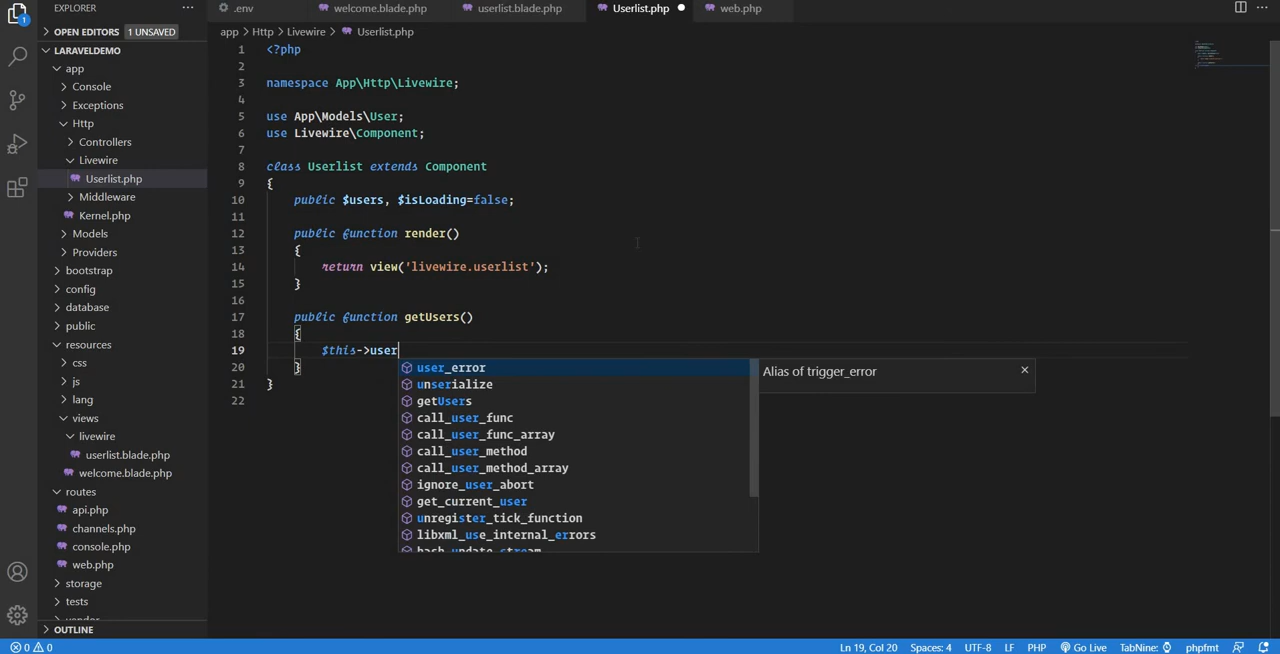 EXPLORER
···
.env
welcome.blade.php
userlist.blade.php
Userlist.php
web.php
···
1
OPEN EDITORS 1 UNSAVED
app > Http > Livewire > Userlist.php
LARAVELDEMO
app
Console
Exceptions
Http
Controllers
Livewire
Userlist.php
Middleware
Kernel.php
Models
Providers
bootstrap
config
database
public
resources
css
js
lang
views
livewire
userlist.blade.php
welcome.blade.php
routes
api.php
channels.php
console.php
web.php
storage
tests
vendor
OUTLINE
1 <?php
2
3 namespace App\Http\Livewire;
4
5 use App\Models\User;
6 use Livewire\Component;
7
8 class Userlist extends Component
9 {
10 public $users, $isLoading=false;
11
12 public function render()
13 {
14 return view('livewire.userlist');
15 }
16
17 public function getUsers()
18 {
19 $this->user
20 }
21 }
22
user_error
Alias of trigger_error ×
unserialize
getUsers
call_user_func
call_user_func_array
call_user_method
call_user_method_array
ignore_user_abort
get_current_user
unregister_tick_function
libxml_use_internal_errors
hash_update_stream
0 0
Ln 19, Col 20 Spaces: 4 UTF-8 LF PHP Go Live TabNine: phpfmt